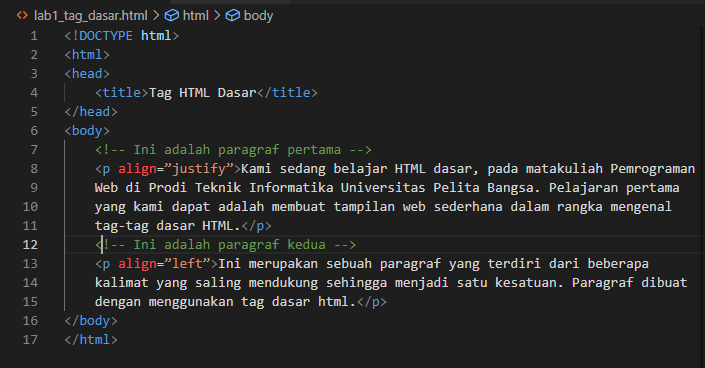 lab1_tag_dasar.html > html > body
1 <!DOCTYPE html>
2 <html>
3 <head>
4     <title>Tag HTML Dasar</title>
5 </head>
6 <body>
7     <!-- Ini adalah paragraf pertama -->
8     <p align=”justify”>Kami sedang belajar HTML dasar, pada matakuliah Pemrograman
9     Web di Prodi Teknik Informatika Universitas Pelita Bangsa. Pelajaran pertama
10     yang kami dapat adalah membuat tampilan web sederhana dalam rangka mengenal
11     tag-tag dasar HTML.</p>
12     <!-- Ini adalah paragraf kedua -->
13     <p align=”left”>Ini merupakan sebuah paragraf yang terdiri dari beberapa
14     kalimat yang saling mendukung sehingga menjadi satu kesatuan. Paragraf dibuat
15     dengan menggunakan tag dasar html.</p>
16 </body>
17 </html>